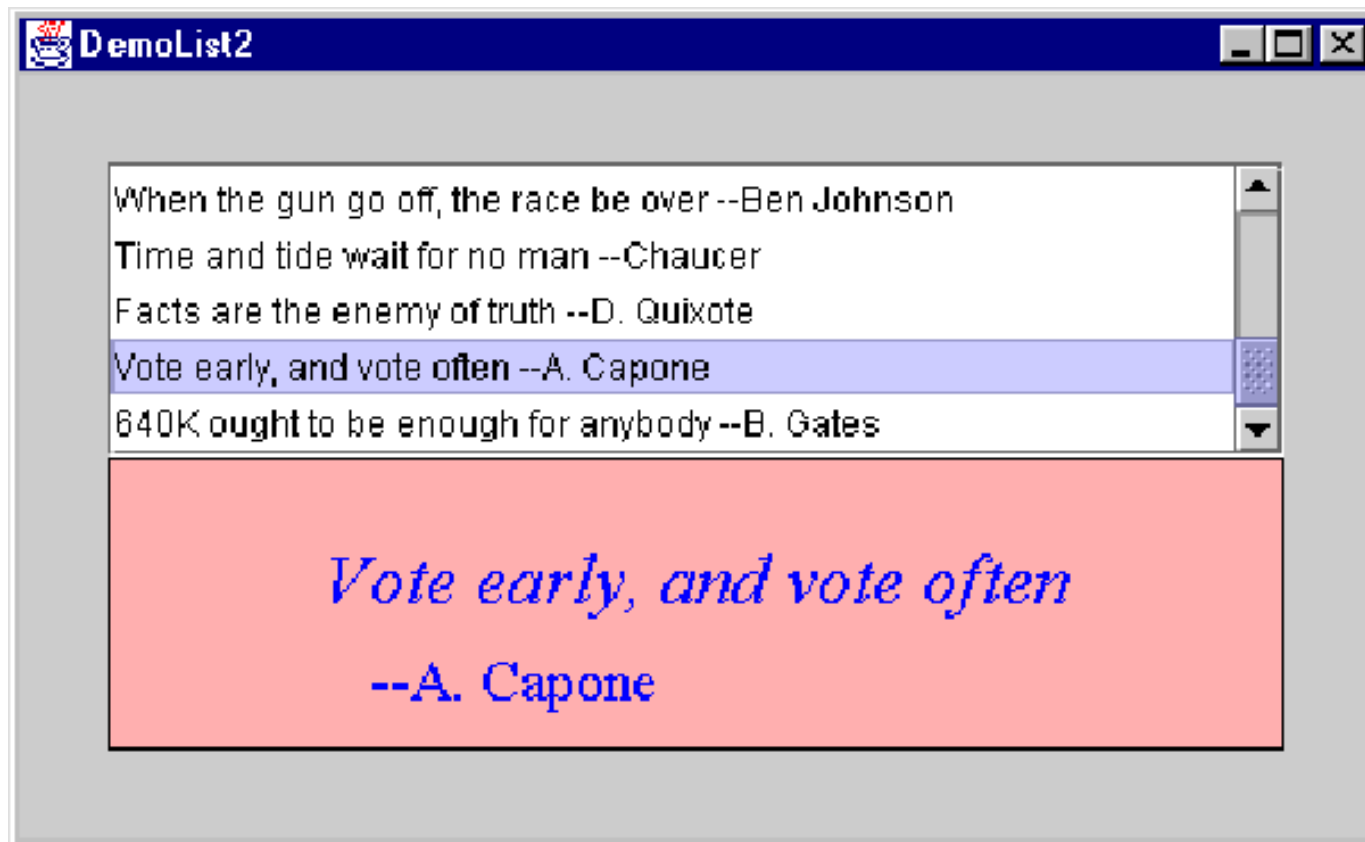 DemoList2
When the gun go off, the race be over --Ben Johnson
Time and tide wait for no man --Chaucer
Facts are the enemy of truth --D. Quixote
Vote early, and vote often --A. Capone
640K ought to be enough for anybody --B. Gates
Vote early, and vote often
--A. Capone